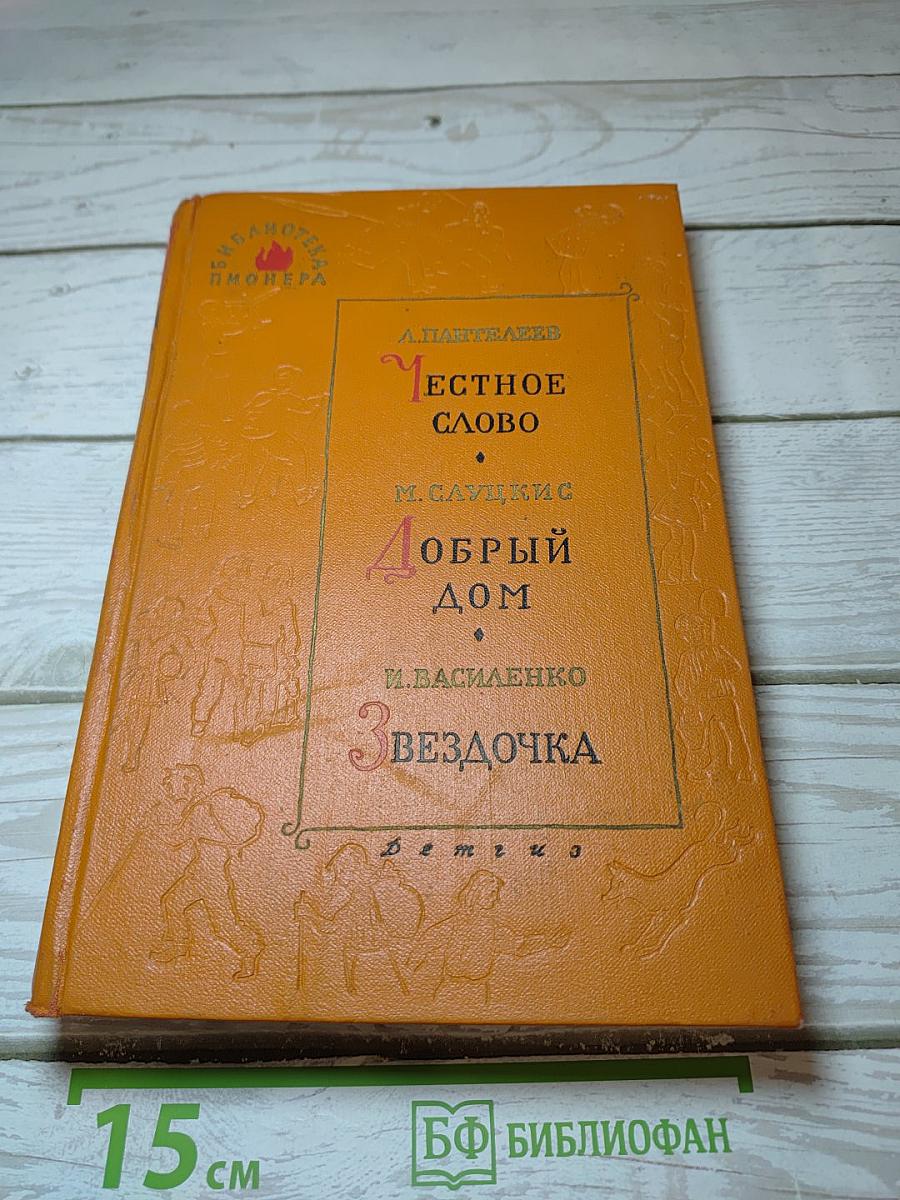 БИБЛИОТЕКА
ПИОНЕРА
Л. ПАНТЕЛЕЕВ
ЧЕСТНОЕ
СЛОВО
М. СЛУЦКИС
ДОБРЫЙ
ДОМ
И. ВАСИЛЕНКО
ЗВЕЗДОЧКА
Детгиз
15 см
БФ БИБЛИОФАН